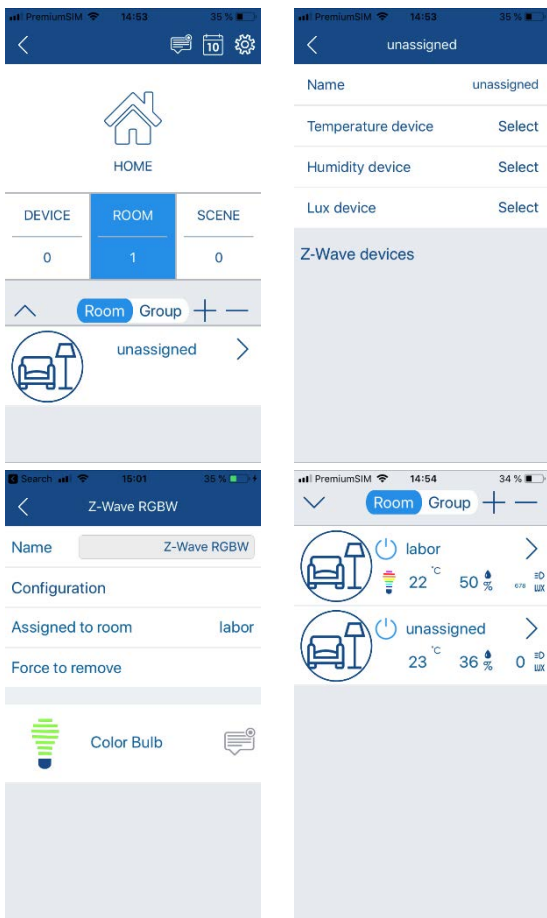 PremiumSIM 14:53 35 %
10
HOME
DEVICE ROOM SCENE
0 1 0
Room Group
unassigned
PremiumSIM 14:53 35 %
unassigned
Name unassigned
Temperature device Select
Humidity device Select
Lux device Select
Z-Wave devices
Search 15:01 35 %
Z-Wave RGBW
Name Z-Wave RGBW
Configuration
Assigned to room labor
Force to remove
Color Bulb
PremiumSIM 14:54 34 %
Room Group
labor
22 °C 50 % 678 LUX
unassigned
23 °C 36 % 0 LUX